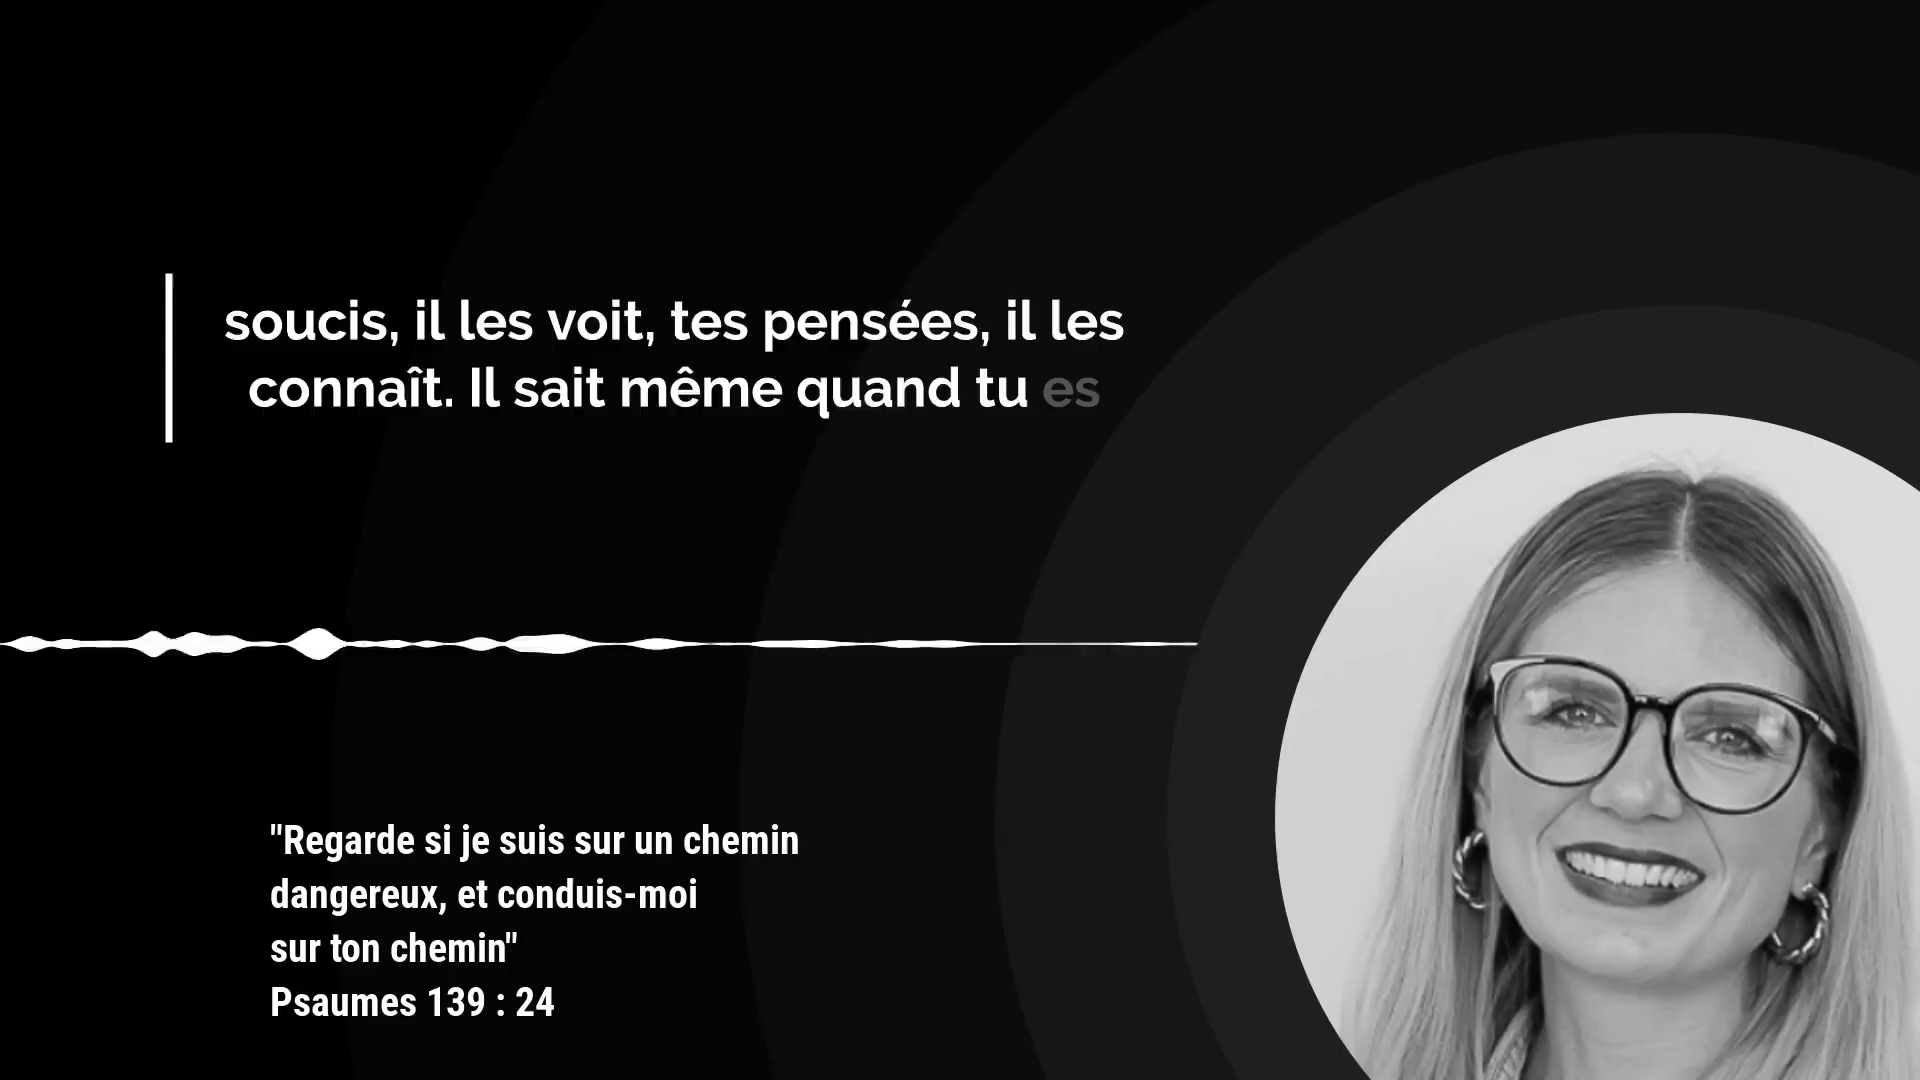 soucis, il les voit, tes pensées, il les
connaît. Il sait même quand tu es
"Regarde si je suis sur un chemin
dangereux, et conduis-moi
sur ton chemin"
Psaumes 139 : 24